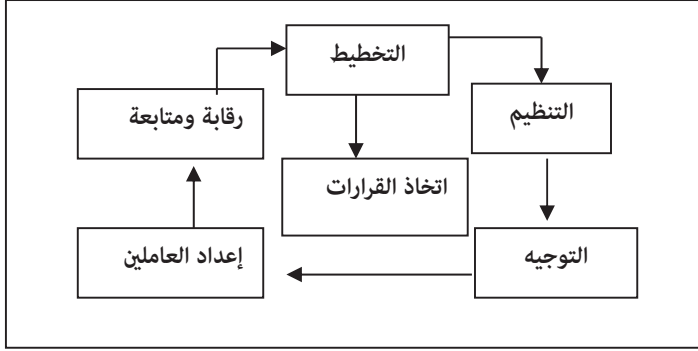 التخطيط
رقابة ومتابعة
التنظيم
اتخاذ القرارات
إعداد العاملين
التوجيه